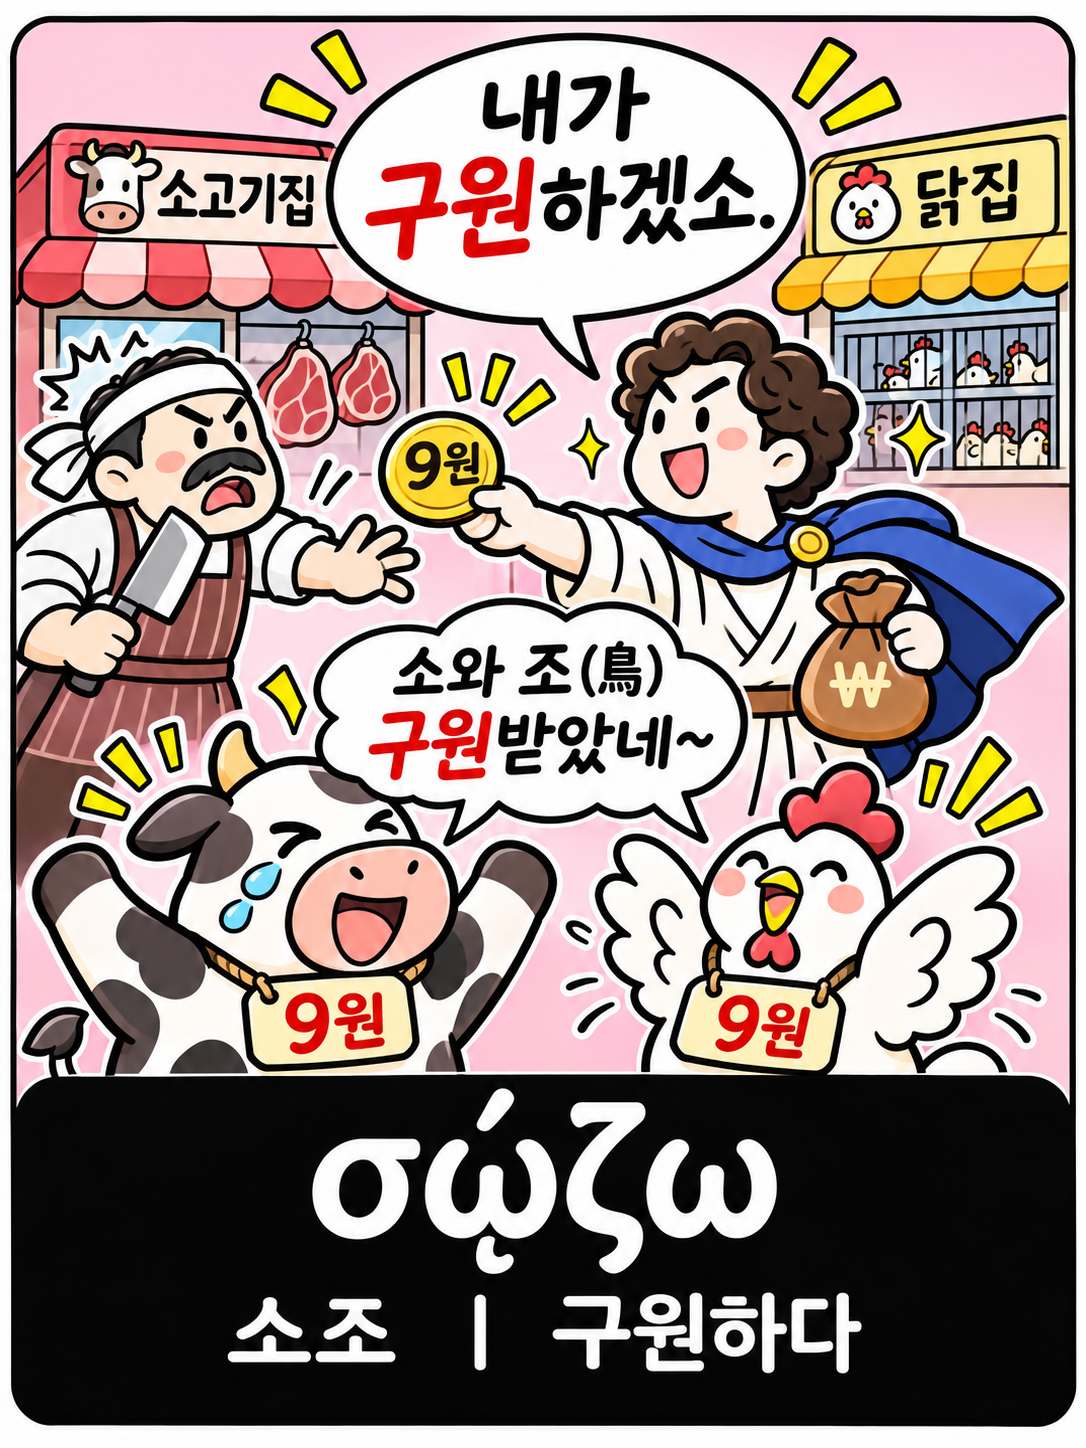 내가
구원하겠소.
소고기집
닭집
9원
₩
소와 조(鳥)
구원받았네~
9원
9원
σῴζω
소조 | 구원하다